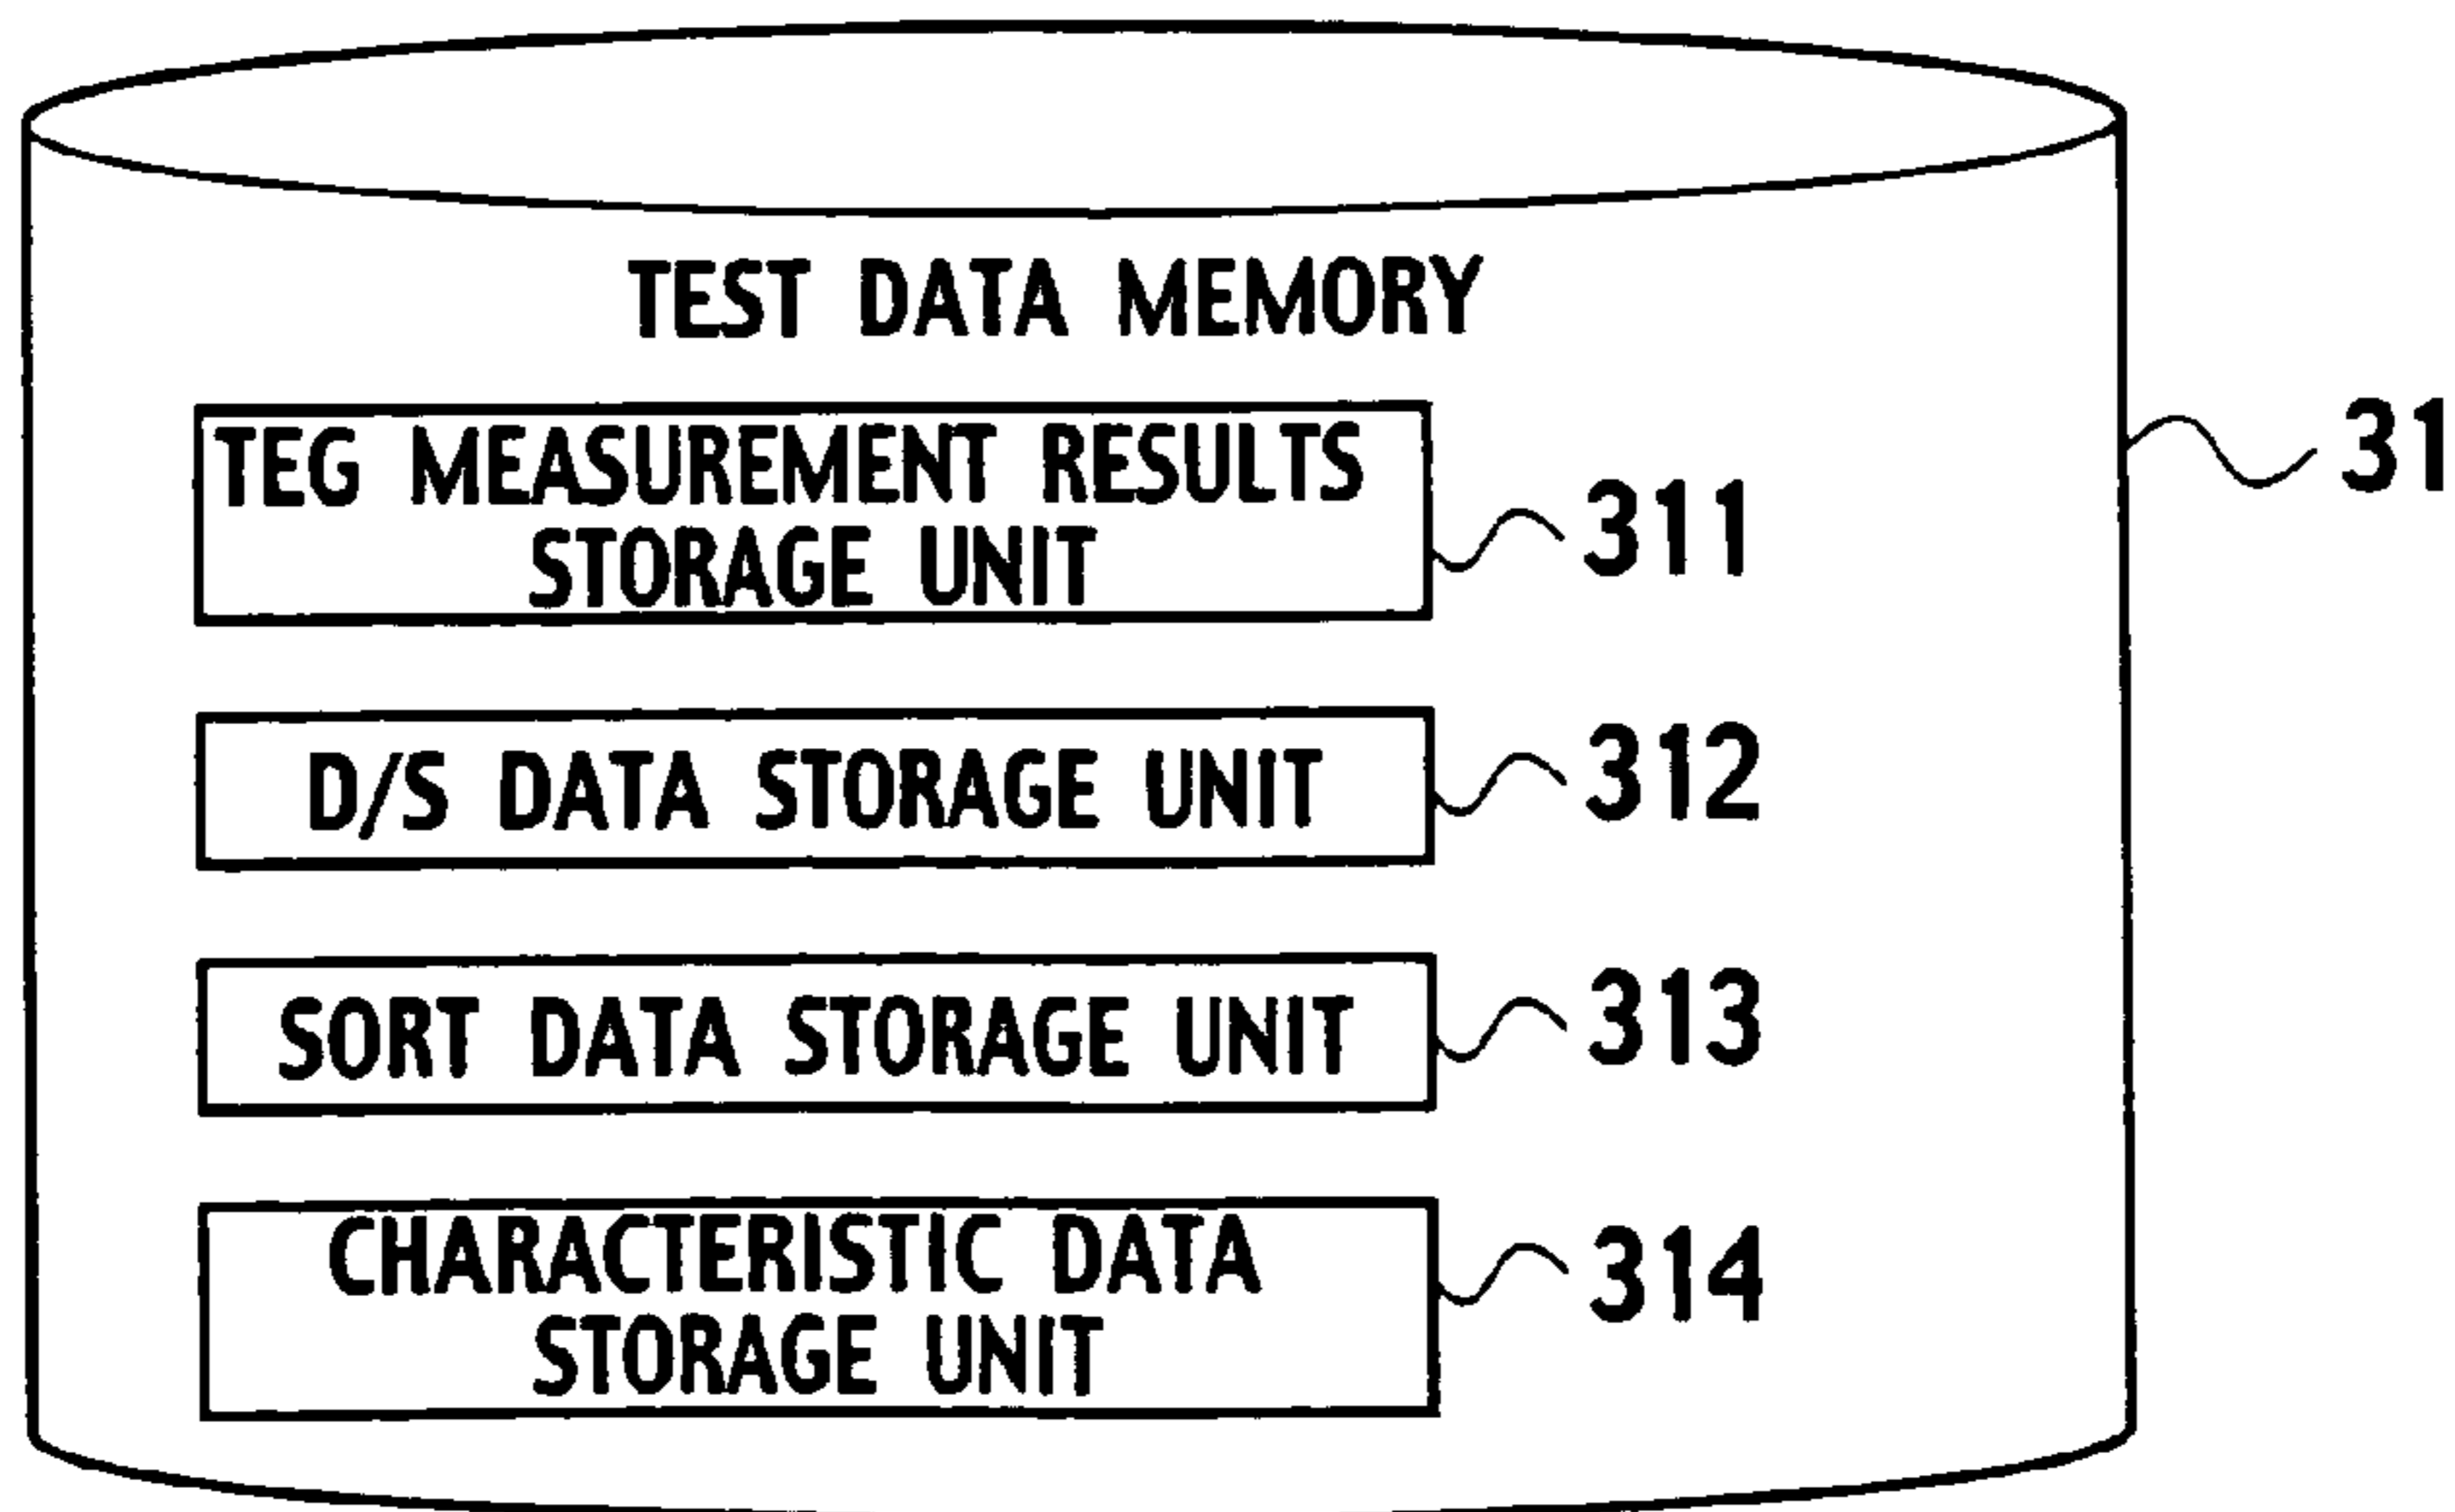 TEST DATA MEMORY
TEG MEASUREMENT RESULTS
STORAGE UNIT
31
311
D/S DATA STORAGE UNIT
312
SORT DATA STORAGE UNIT
313
CHARACTERISTIC DATA
STORAGE UNIT
314